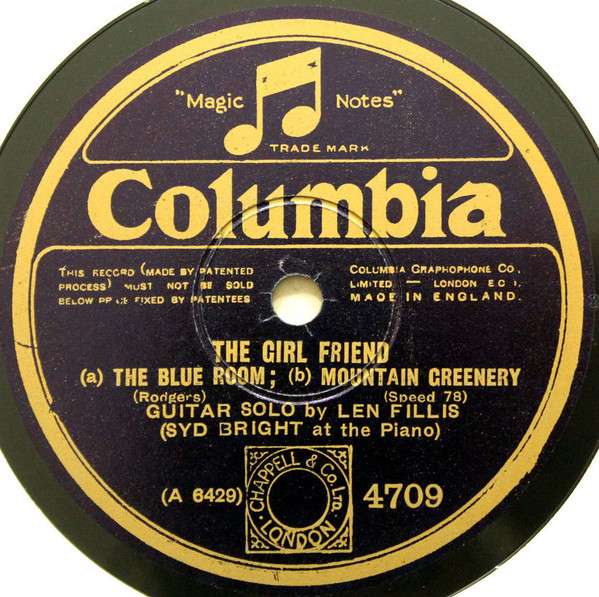 "Magic Notes"
TRADE MARK
Columbia
THIS RECORD (MADE BY PATENTED
PROCESS) MUST NOT BE SOLD
BELOW PRICE FIXED BY PATENTEES
COLUMBIA GRAPHOPHONE CO.,
LIMITED — LONDON E C 1.
MADE IN ENGLAND.
THE GIRL FRIEND
(a) THE BLUE ROOM; (b) MOUNTAIN GREENERY
(Rodgers) (Speed 78)
GUITAR SOLO by LEN FILLIS
(SYD BRIGHT at the Piano)
(A 6429)
CHAPPELL & Co. LTD.
LONDON
4709